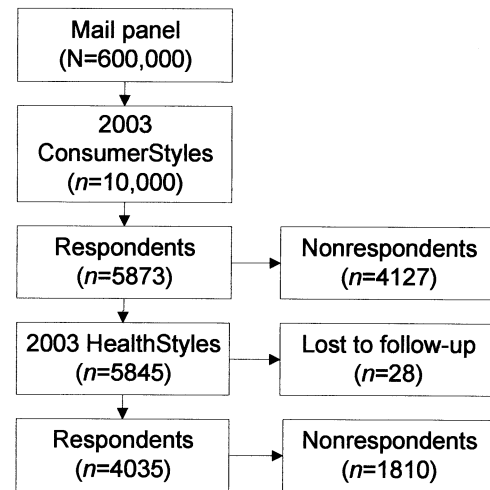 Mail panel
(N=600,000)
2003
ConsumerStyles
(n=10,000)
Respondents
(n=5873)
Nonrespondents
(n=4127)
2003 HealthStyles
(n=5845)
Lost to follow-up
(n=28)
Respondents
(n=4035)
Nonrespondents
(n=1810)